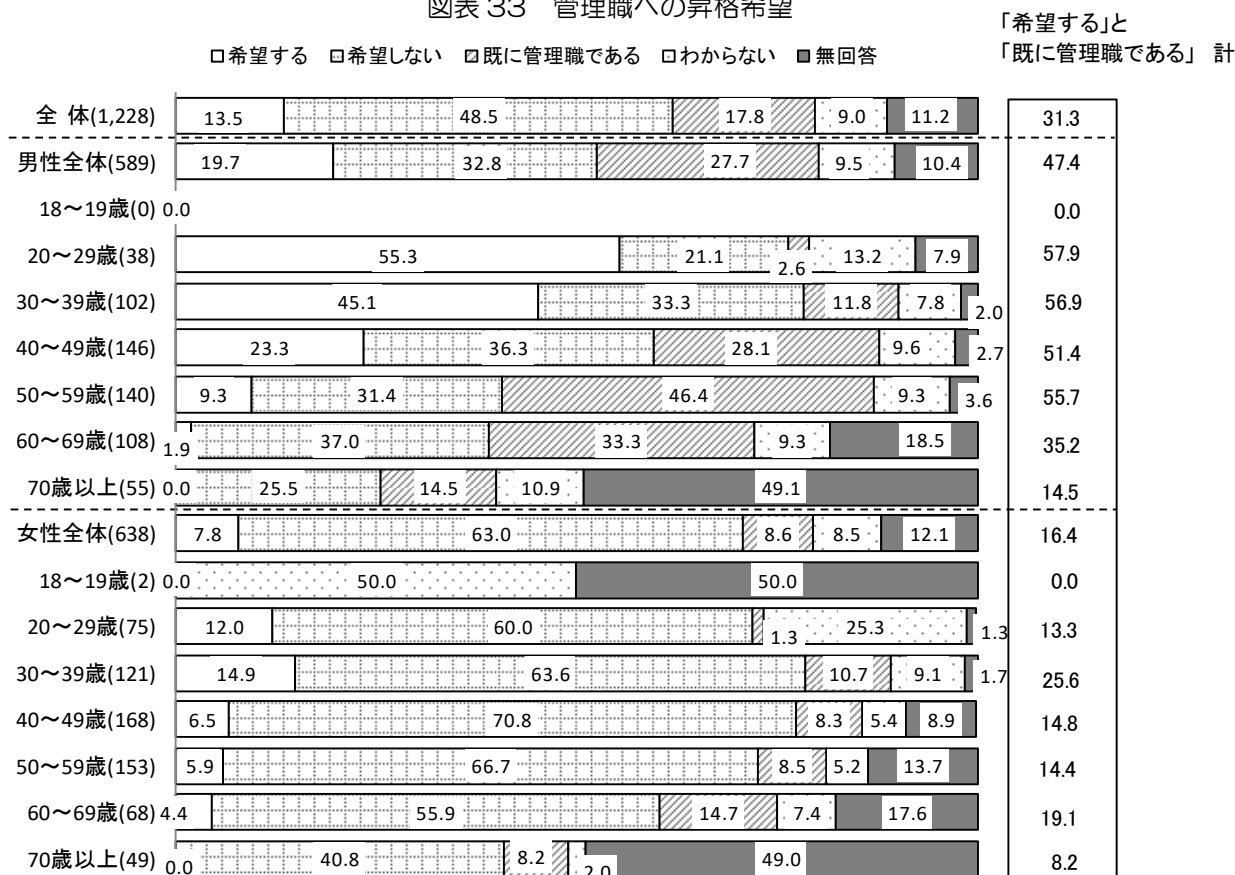 図表 33　管理職への昇格希望
「希望する」と
「既に管理職である」 計
□希望する □希望しない □既に管理職である □わからない ■無回答
全 体(1,228) 13.5 48.5 17.8 9.0 11.2 31.3
男性全体(589) 19.7 32.8 27.7 9.5 10.4 47.4
18～19歳(0) 0.0 0.0
20～29歳(38) 55.3 21.1 2.6 13.2 7.9 57.9
30～39歳(102) 45.1 33.3 11.8 7.8 2.0 56.9
40～49歳(146) 23.3 36.3 28.1 9.6 2.7 51.4
50～59歳(140) 9.3 31.4 46.4 9.3 3.6 55.7
60～69歳(108) 1.9 37.0 33.3 9.3 18.5 35.2
70歳以上(55) 0.0 25.5 14.5 10.9 49.1 14.5
女性全体(638) 7.8 63.0 8.6 8.5 12.1 16.4
18～19歳(2) 0.0 50.0 50.0 0.0
20～29歳(75) 12.0 60.0 1.3 25.3 1.3 13.3
30～39歳(121) 14.9 63.6 10.7 9.1 1.7 25.6
40～49歳(168) 6.5 70.8 8.3 5.4 8.9 14.8
50～59歳(153) 5.9 66.7 8.5 5.2 13.7 14.4
60～69歳(68) 4.4 55.9 14.7 7.4 17.6 19.1
70歳以上(49) 0.0 40.8 8.2 2.0 49.0 8.2